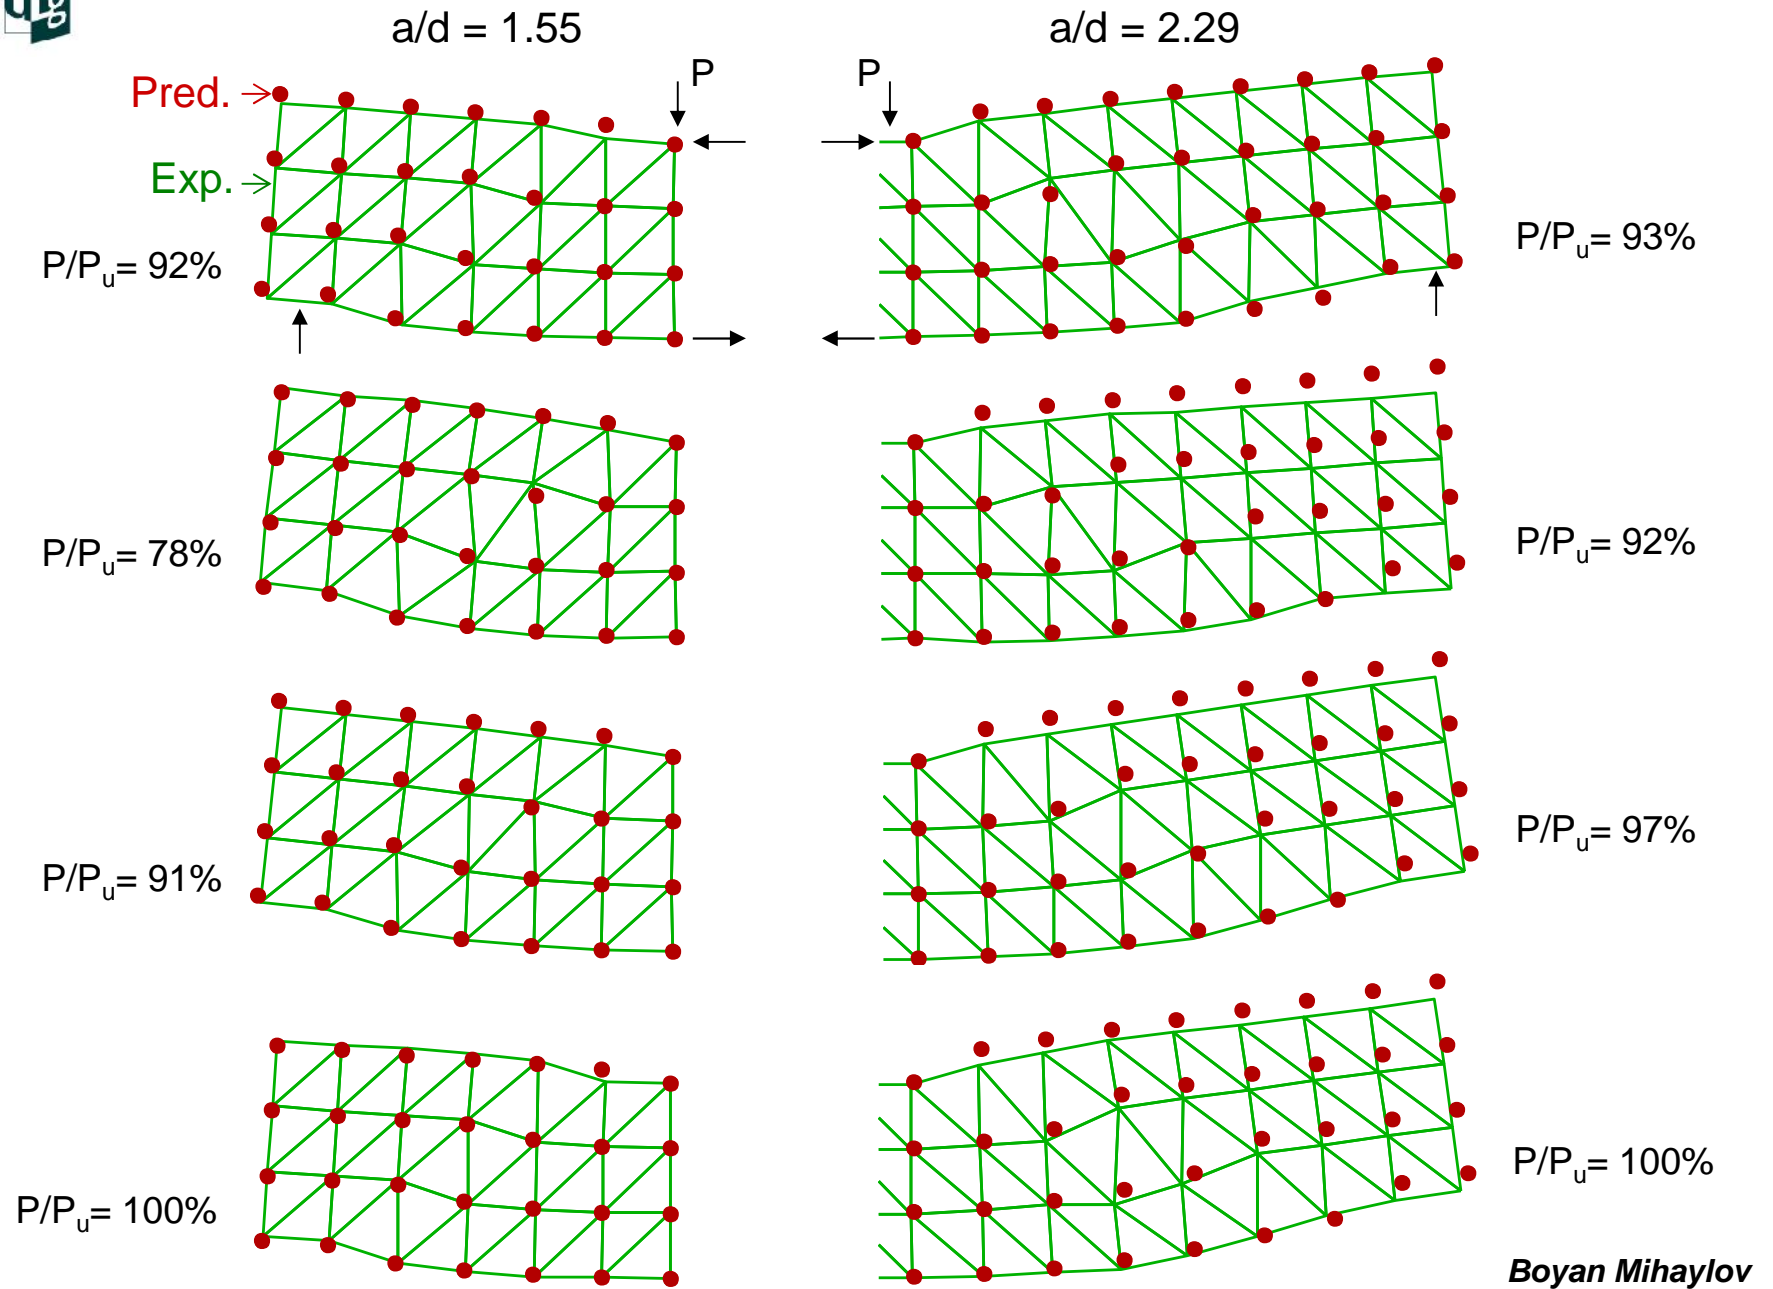 ULg
a/d = 1.55
a/d = 2.29
P
P
Pred.
Exp.
P/Pu= 92%
P/Pu= 93%
P/Pu= 78%
P/Pu= 92%
P/Pu= 91%
P/Pu= 97%
P/Pu= 100%
P/Pu= 100%
Boyan Mihaylov